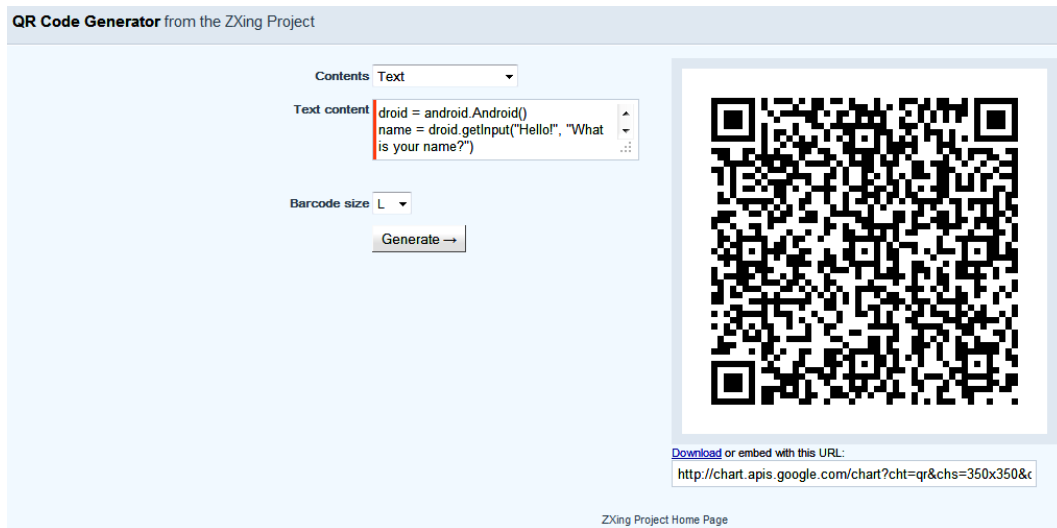 QR Code Generator from the ZXing Project
Contents Text
Text content droid = android.Android()
name = droid.getInput("Hello!", "What
is your name?")
Barcode size L
Generate →
Download or embed with this URL:
http://chart.apis.google.com/chart?cht=qr&chs=350x350&c
ZXing Project Home Page